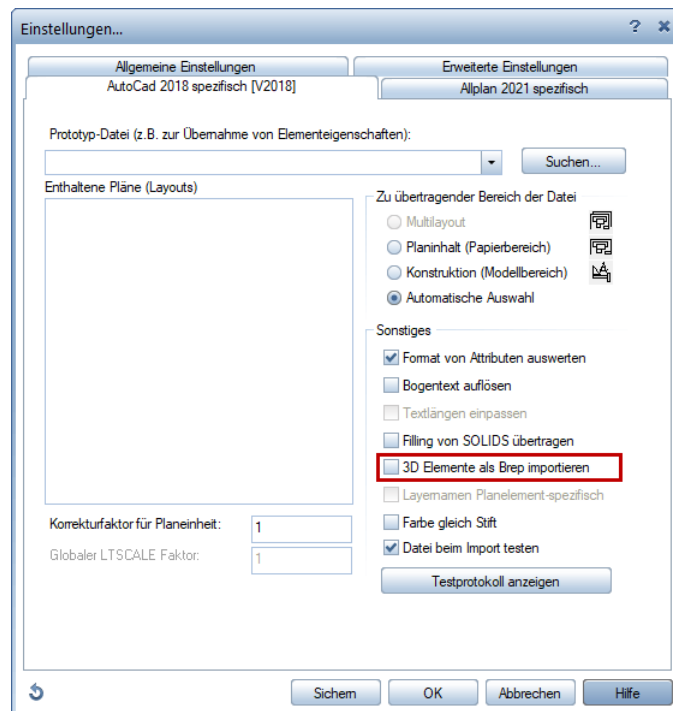 Einstellungen...
Allgemeine Einstellungen
Erweiterte Einstellungen
AutoCad 2018 spezifisch [V2018]
Allplan 2021 spezifisch
Prototyp-Datei (z.B. zur Übernahme von Elementeigenschaften):
Suchen...
Enthaltene Pläne (Layouts)
Zu übertragender Bereich der Datei
Multilayout
Planinhalt (Papierbereich)
Konstruktion (Modellbereich)
Automatische Auswahl
Sonstiges
Format von Attributen auswerten
Bogentext auflösen
Textlängen einpassen
Filling von SOLIDS übertragen
3D Elemente als Brep importieren
Layernamen Planelement-spezifisch
Farbe gleich Stift
Datei beim Import testen
Korrekturfaktor für Planeinheit:
1
Globaler LTSCALE Faktor:
1
Testprotokoll anzeigen
Sichern
OK
Abbrechen
Hilfe